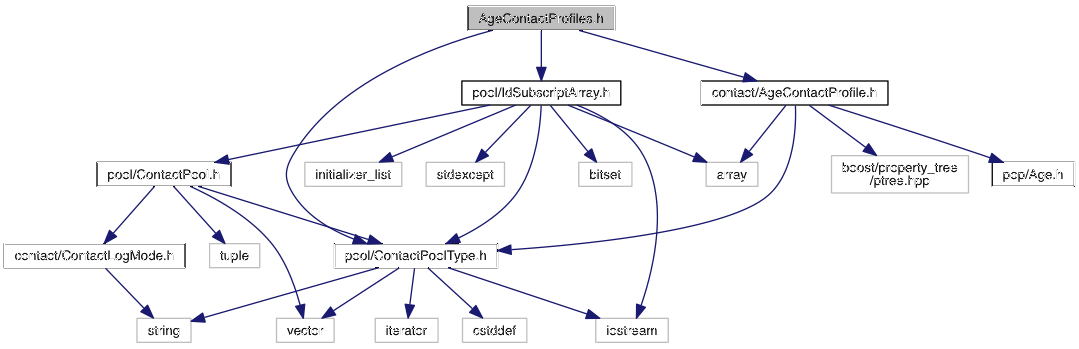 AgeContactProfiles.h
pool/IdSubscriptArray.h
contact/AgeContactProfile.h
pool/ContactPool.h
initializer_list
stdexcept
bitset
array
boost/property_tree
/ptree.hpp
pop/Age.h
contact/ContactLogMode.h
tuple
pool/ContactPoolType.h
string
vector
iterator
cstddef
iostream